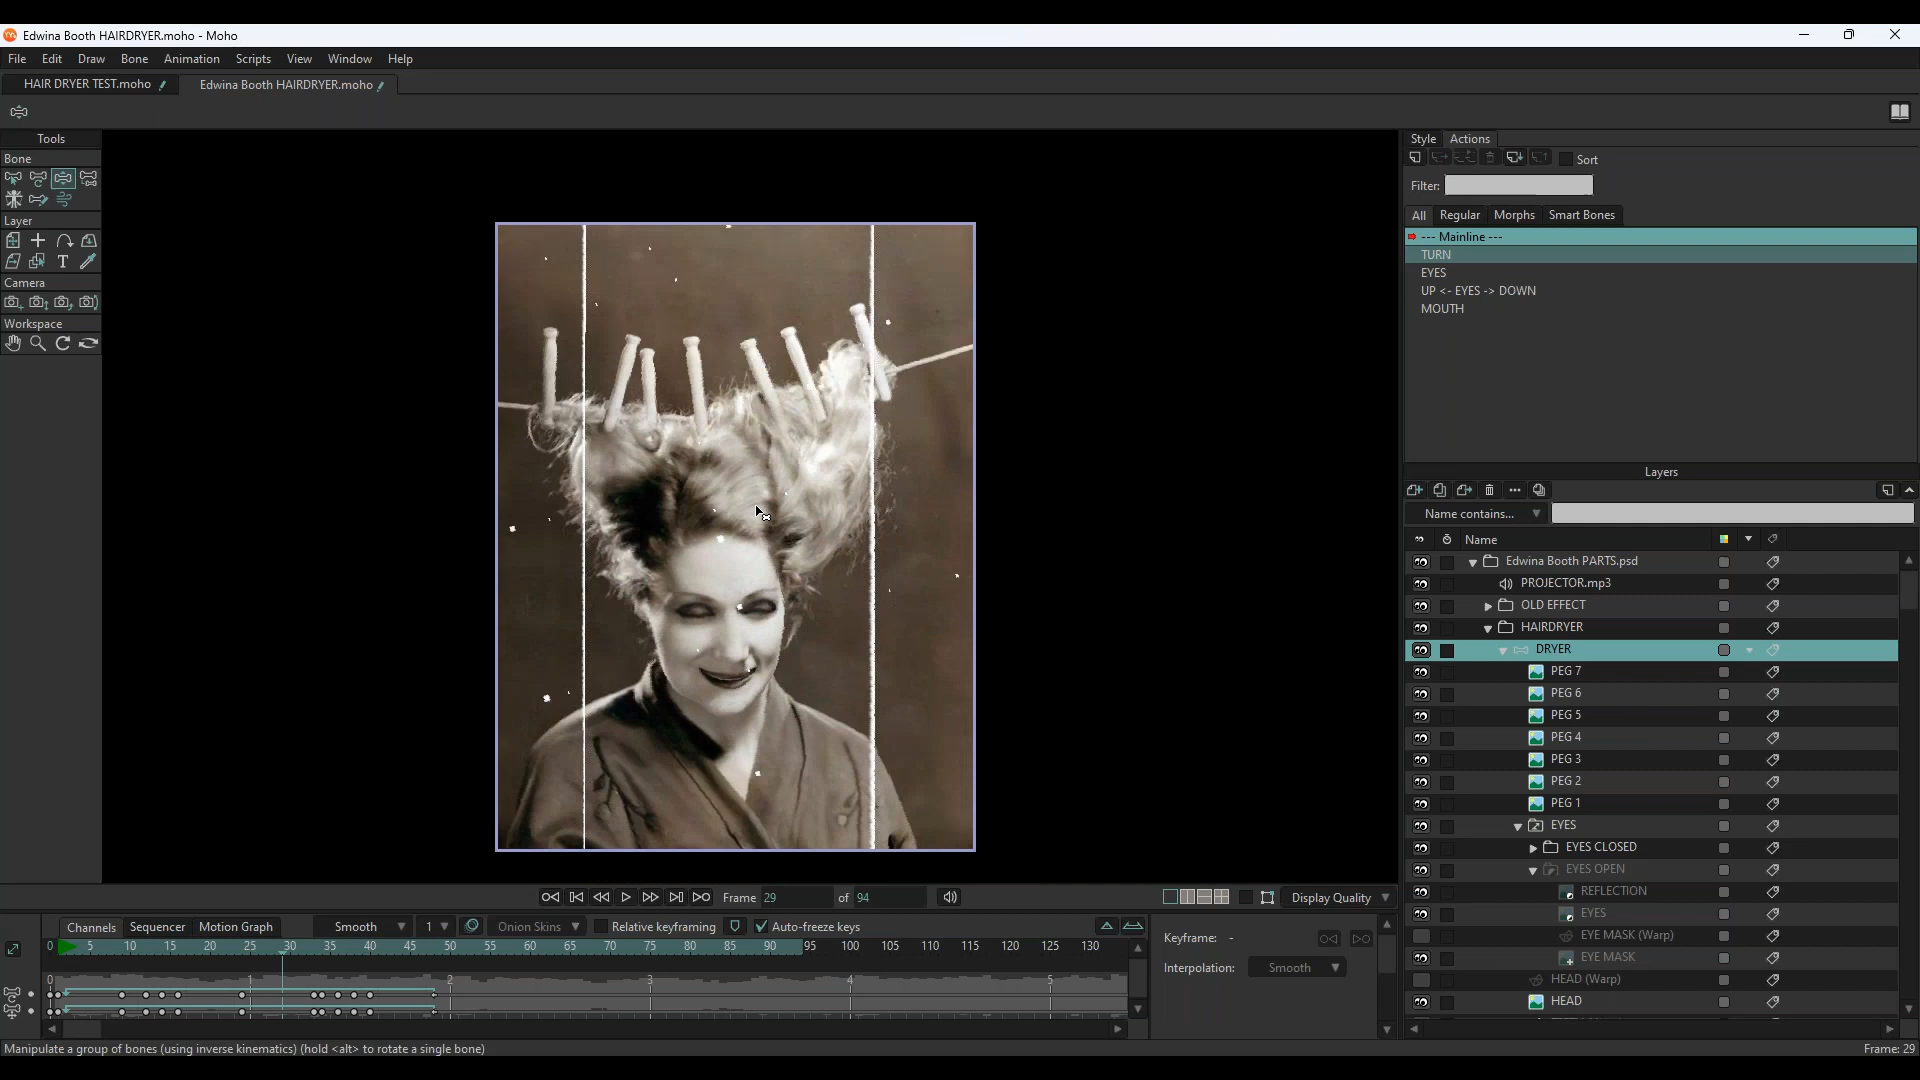 Edwina Booth HAIRDRYER.moho - Moho
File Edit Draw Bone Animation Scripts View Window Help
HAIR DRYER TEST.moho Edwina Booth HAIRDRYER.moho
Tools
Bone
Layer
Camera
Workspace
Style Actions
Sort
Filter:
All Regular Morphs Smart Bones
--- Mainline ---
TURN
EYES
UP <- EYES -> DOWN
MOUTH
Layers
Name contains...
Name
Edwina Booth PARTS.psd
PROJECTOR.mp3
OLD EFFECT
HAIRDRYER
DRYER
PEG 7
PEG 6
PEG 5
PEG 4
PEG 3
PEG 2
PEG 1
EYES
EYES CLOSED
EYES OPEN
REFLECTION
EYES
EYE MASK (Warp)
EYE MASK
HEAD (Warp)
HEAD
Frame 29 of 94 Display Quality
Channels Sequencer Motion Graph Smooth 1 Onion Skins Relative keyframing Auto-freeze keys
0 5 10 15 20 25 30 35 40 45 50 55 60 65 70 75 80 85 90 95 100 105 110 115 120 125 130
0 1 2 3 4 5
Keyframe: -
Interpolation: Smooth
Manipulate a group of bones (using inverse kinematics) (hold <alt> to rotate a single bone) Frame: 29